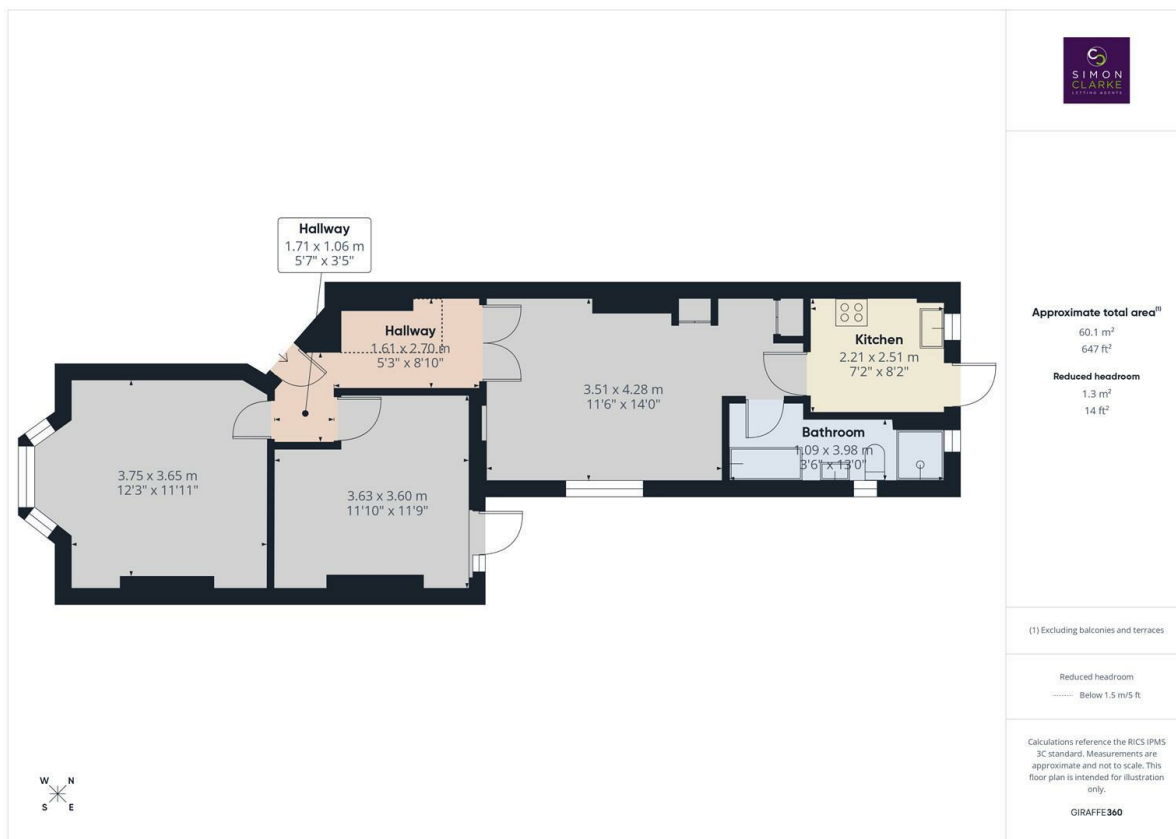 SIMON
CLARKE
LETTING AGENTS
Hallway
1.71 x 1.06 m
5'7" x 3'5"
Hallway
1.61 x 2.70 m
5'3" x 8'10"
Kitchen
2.21 x 2.51 m
7'2" x 8'2"
3.51 x 4.28 m
11'6" x 14'0"
Bathroom
1.09 x 3.98 m
3'6" x 13'0"
3.75 x 3.65 m
12'3" x 11'11"
3.63 x 3.60 m
11'10" x 11'9"
W N
S E
Approximate total area(1)
60.1 m²
647 ft²
Reduced headroom
1.3 m²
14 ft²
(1) Excluding balconies and terraces
Reduced headroom
Below 1.5 m/5 ft
Calculations reference the RICS IPMS
3C standard. Measurements are
approximate and not to scale. This
floor plan is intended for illustration
only.
GIRAFFE360